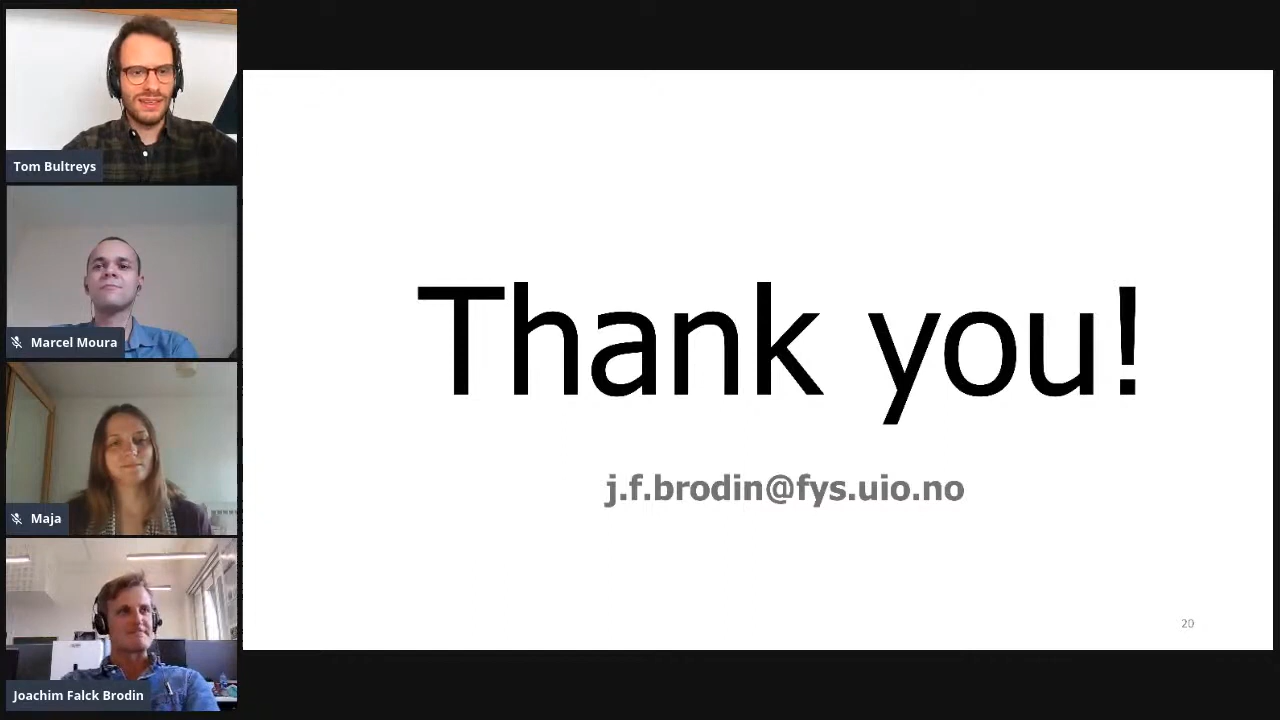 Tom Bultreys
Marcel Moura
Maja
Joachim Falck Brodin
Thank you!
j.f.brodin@fys.uio.no
20